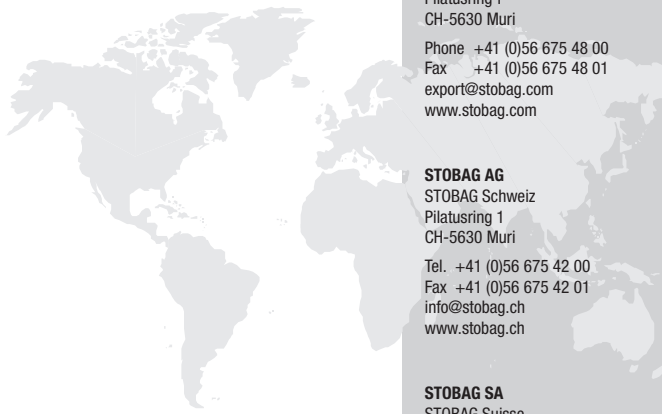 Pilatusring 1
CH-5630 Muri
Phone +41 (0)56 675 48 00
Fax +41 (0)56 675 48 01
export@stobag.com
www.stobag.com
STOBAG AG
STOBAG Schweiz
Pilatusring 1
CH-5630 Muri
Tel. +41 (0)56 675 42 00
Fax +41 (0)56 675 42 01
info@stobag.ch
www.stobag.ch
STOBAG SA
STOBAG Suisse